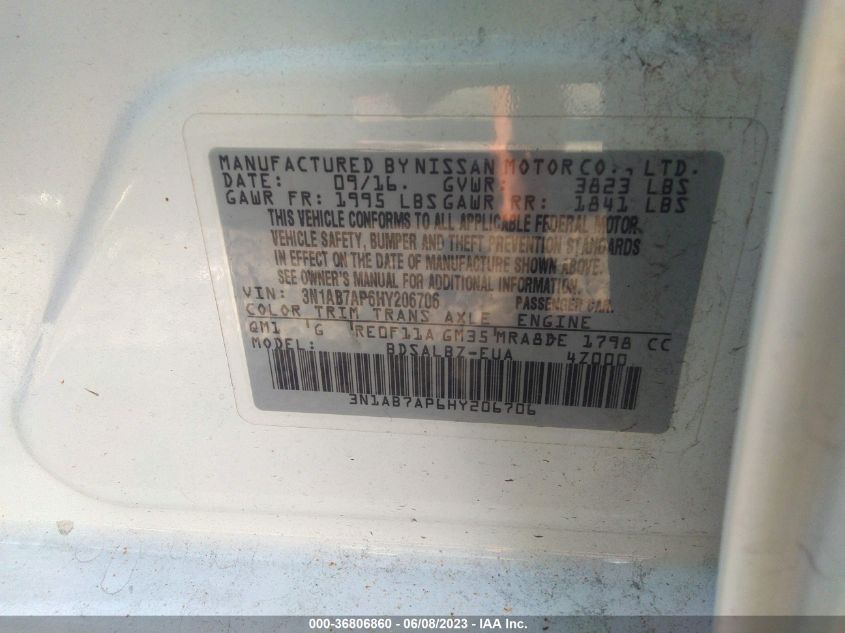 MANUFACTURED BY NISSAN MOTOR CO., LTD.
DATE: 09/16. GVWR: 3823 LBS
GAWR FR: 1995 LBS GAWR RR: 1841 LBS
THIS VEHICLE CONFORMS TO ALL APPLICABLE FEDERAL MOTOR
VEHICLE SAFETY, BUMPER AND THEFT PREVENTION STANDARDS
IN EFFECT ON THE DATE OF MANUFACTURE SHOWN ABOVE.
SEE OWNER'S MANUAL FOR ADDITIONAL INFORMATION
VIN: 3N1AB7AP6HY206706 PASSENGER CAR.
COLOR TRIM TRANS AXLE ENGINE
QM1 G RE0F11A GM35 MRA8DE 1798 CC
MODEL: BDSALBZ-EUA 4Z000
3N1AB7AP6HY206706
000-36806860 - 06/08/2023 - IAA Inc.